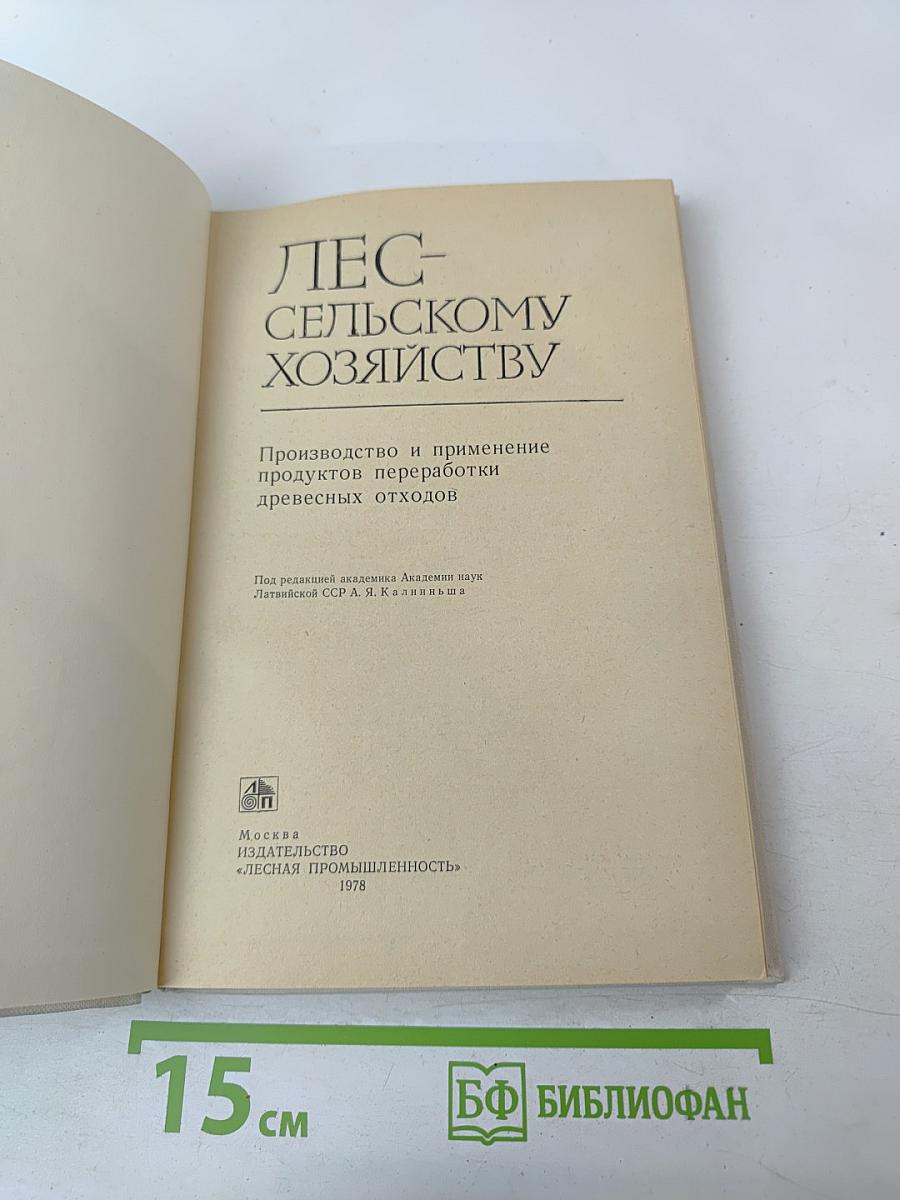 ЛЕС–
СЕЛЬСКОМУ
ХОЗЯЙСТВУ
Производство и применение
продуктов переработки
древесных отходов
Под редакцией академика Академии наук
Латвийской ССР А. Я. Калниньша
ЛП
Москва
ИЗДАТЕЛЬСТВО
«ЛЕСНАЯ ПРОМЫШЛЕННОСТЬ»
1978
15 см
БФ БИБЛИОФАН